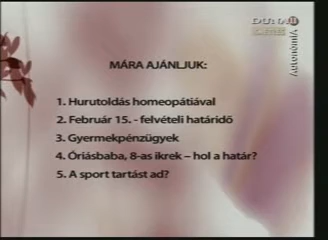 DUNA
MÁRA AJÁNLJUK:
1. Hurutoldás homeopátiával
2. Február 15. - felvételi határidő
3. Gyermekpénzügyek
4. Óriásbaba, 8-as ikrek – hol a határ?
5. A sport tartást ad?